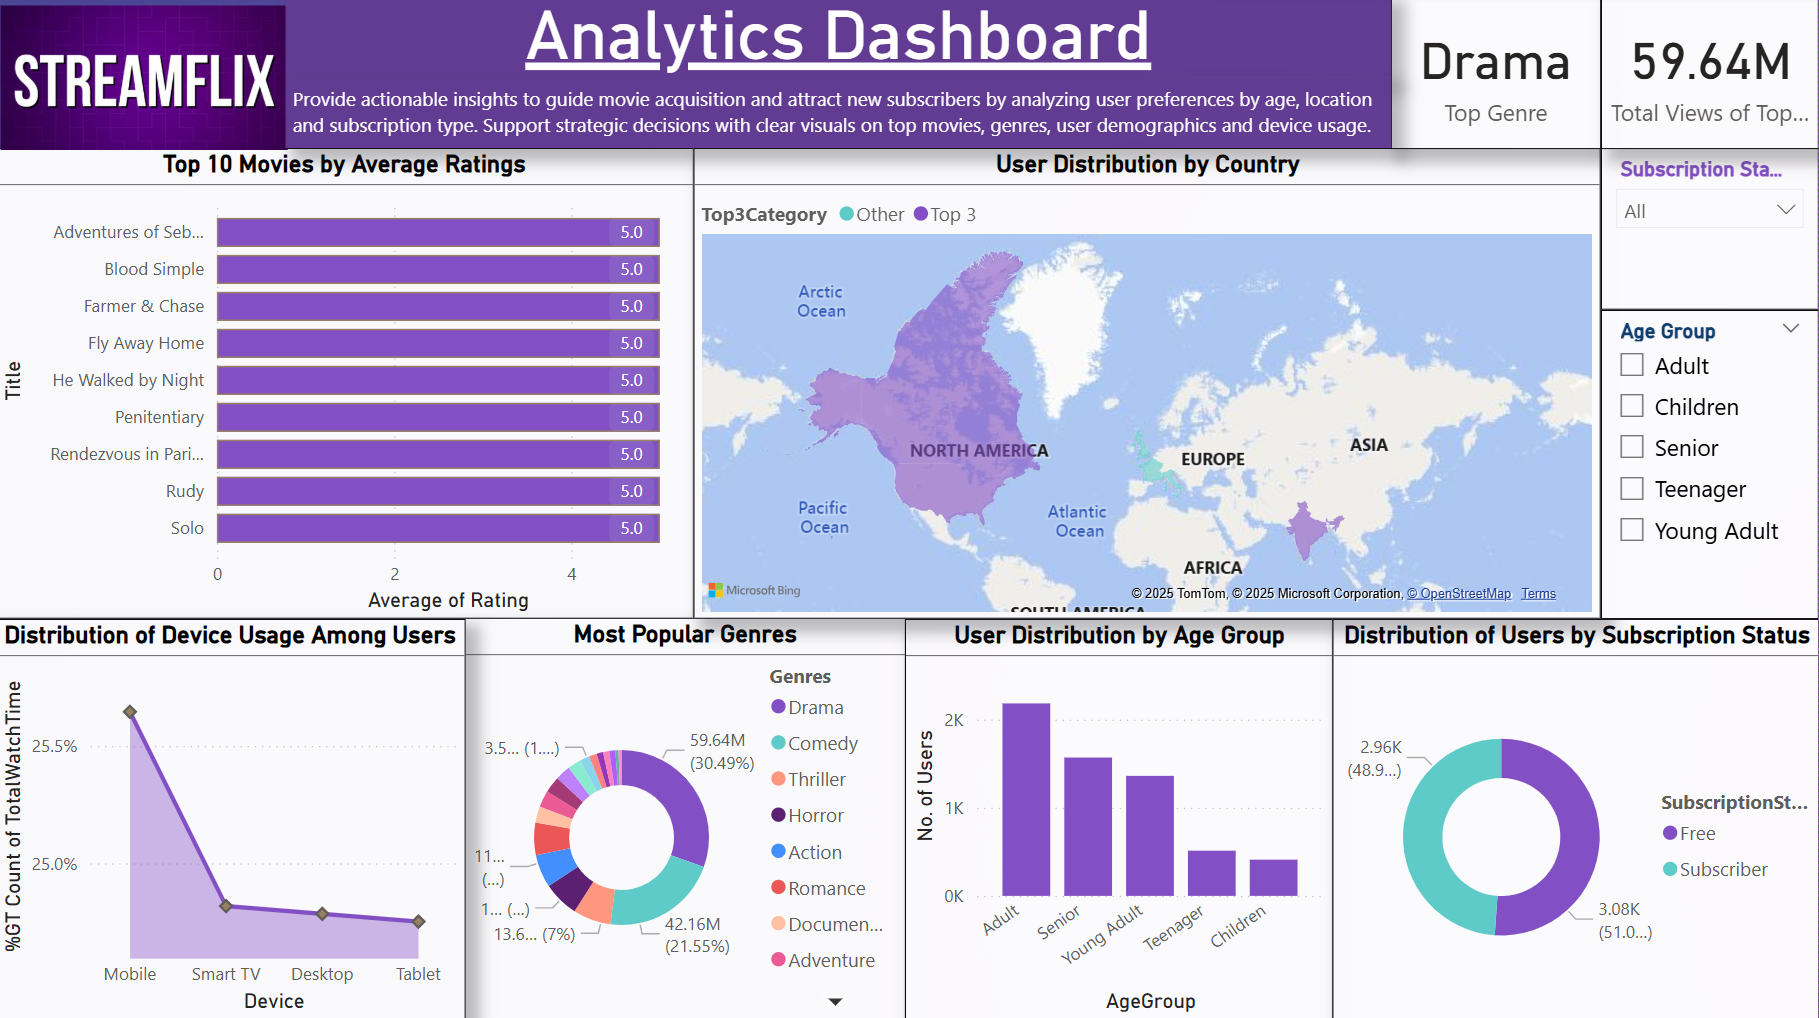 STREAMFLIX
Analytics Dashboard
Provide actionable insights to guide movie acquisition and attract new subscribers by analyzing user preferences by age, location
and subscription type. Support strategic decisions with clear visuals on top movies, genres, user demographics and device usage.
Drama
Top Genre
59.64M
Total Views of Top...
Top 10 Movies by Average Ratings
Title
Adventures of Seb... 5.0
Blood Simple 5.0
Farmer & Chase 5.0
Fly Away Home 5.0
He Walked by Night 5.0
Penitentiary 5.0
Rendezvous in Pari... 5.0
Rudy 5.0
Solo 5.0
0 2 4
Average of Rating
User Distribution by Country
Top3Category Other Top 3
Arctic
Ocean
NORTH AMERICA
EUROPE
ASIA
Pacific
Ocean
Atlantic
Ocean
AFRICA
SOUTH AMERICA
Microsoft Bing
© 2025 TomTom, © 2025 Microsoft Corporation, © OpenStreetMap Terms
Subscription Sta...
All
Age Group
Adult
Children
Senior
Teenager
Young Adult
Distribution of Device Usage Among Users
%GT Count of TotalWatchTime
25.5%
25.0%
Mobile Smart TV Desktop Tablet
Device
Most Popular Genres
Genres
Drama
Comedy
Thriller
Horror
Action
Romance
Documen...
Adventure
59.64M
(30.49%)
42.16M
(21.55%)
13.6... (7%)
1... (...)
11...
(...)
3.5... (1....)
User Distribution by Age Group
No. of Users
2K
1K
0K
Adult
Senior
Young Adult
Teenager
Children
AgeGroup
Distribution of Users by Subscription Status
2.96K
(48.9...)
3.08K
(51.0...)
SubscriptionSt...
Free
Subscriber